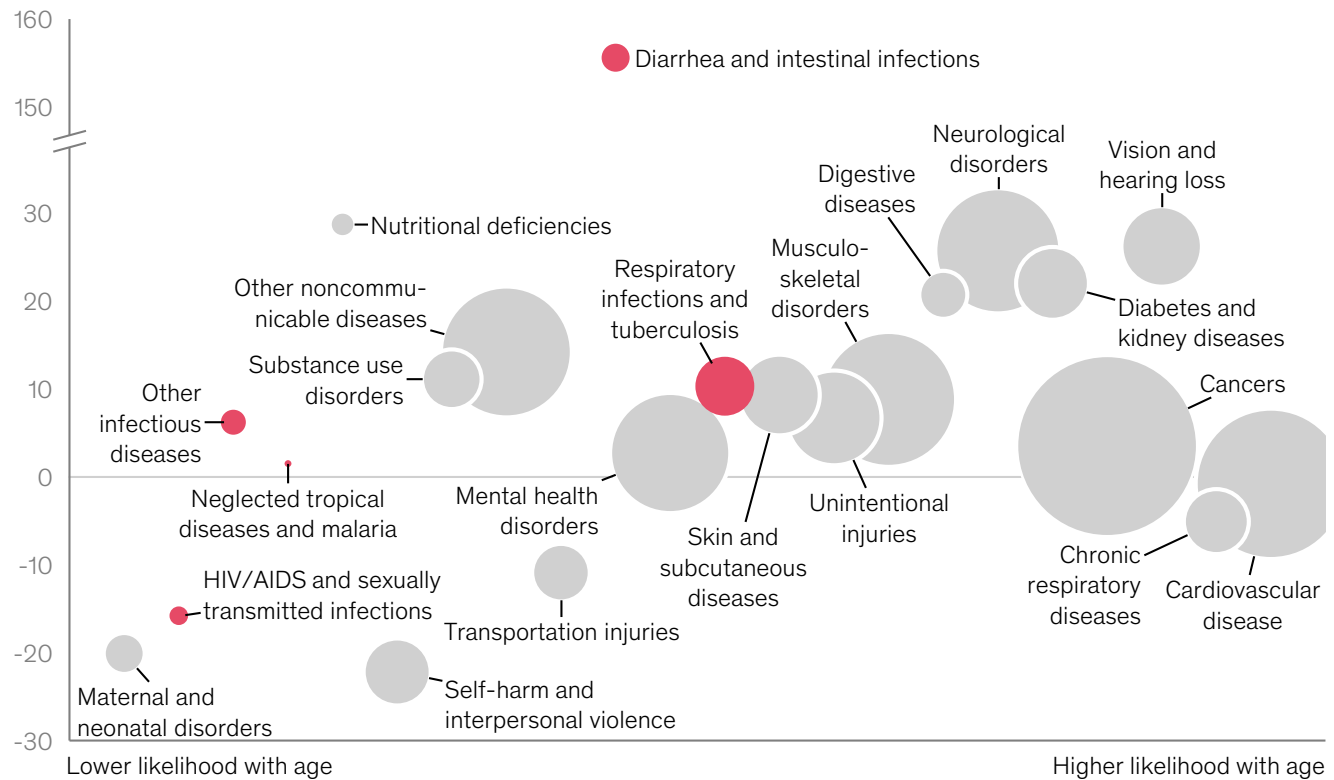 160
150
30
20
10
0
-10
-20
-30
Diarrhea and intestinal infections
Neurological
disorders
Vision and
hearing loss
Digestive
diseases
Nutritional deficiencies
Musculo-
skeletal
disorders
Respiratory
infections and
tuberculosis
Other noncommu-
nicable diseases
Diabetes and
kidney diseases
Substance use
disorders
Cancers
Other
infectious
diseases
Neglected tropical
diseases and malaria
Mental health
disorders
Unintentional
injuries
Skin and
subcutaneous
diseases
Chronic
respiratory
diseases
Cardiovascular
disease
HIV/AIDS and sexually
transmitted infections
Transportation injuries
Maternal and
neonatal disorders
Self-harm and
interpersonal violence
Lower likelihood with age
Higher likelihood with age